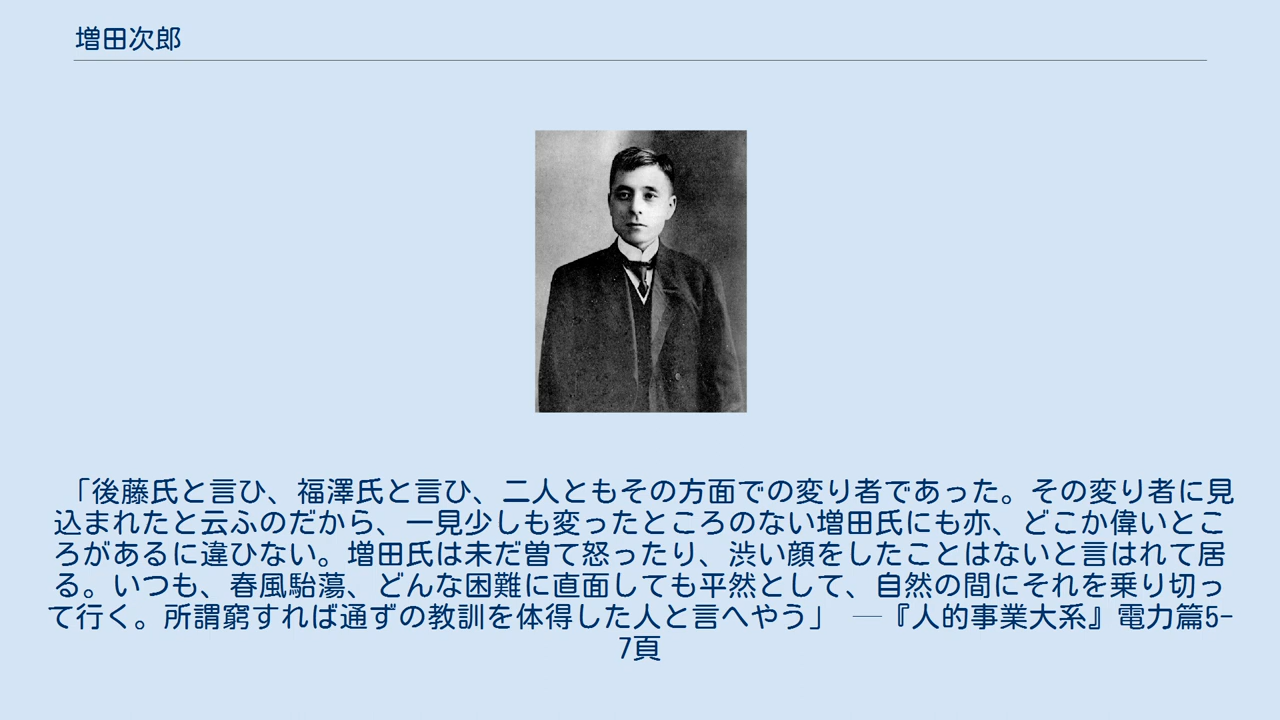 増田次郎
「後藤氏と言ひ、福澤氏と言ひ、二人ともその方面での変り者であった。その変り者に見
込まれたと云ふのだから、一見少しも変ったところのない増田氏にも亦、どこか偉いとこ
ろがあるに違ひない。増田氏は未だ曽て怒ったり、渋い顔をしたことはないと言はれて居
る。いつも、春風駘蕩、どんな困難に直面しても平然として、自然の間にそれを乗り切っ
て行く。所謂窮すれば通ずの教訓を体得した人と言へやう」 ―『人的事業大系』電力篇5-
7頁